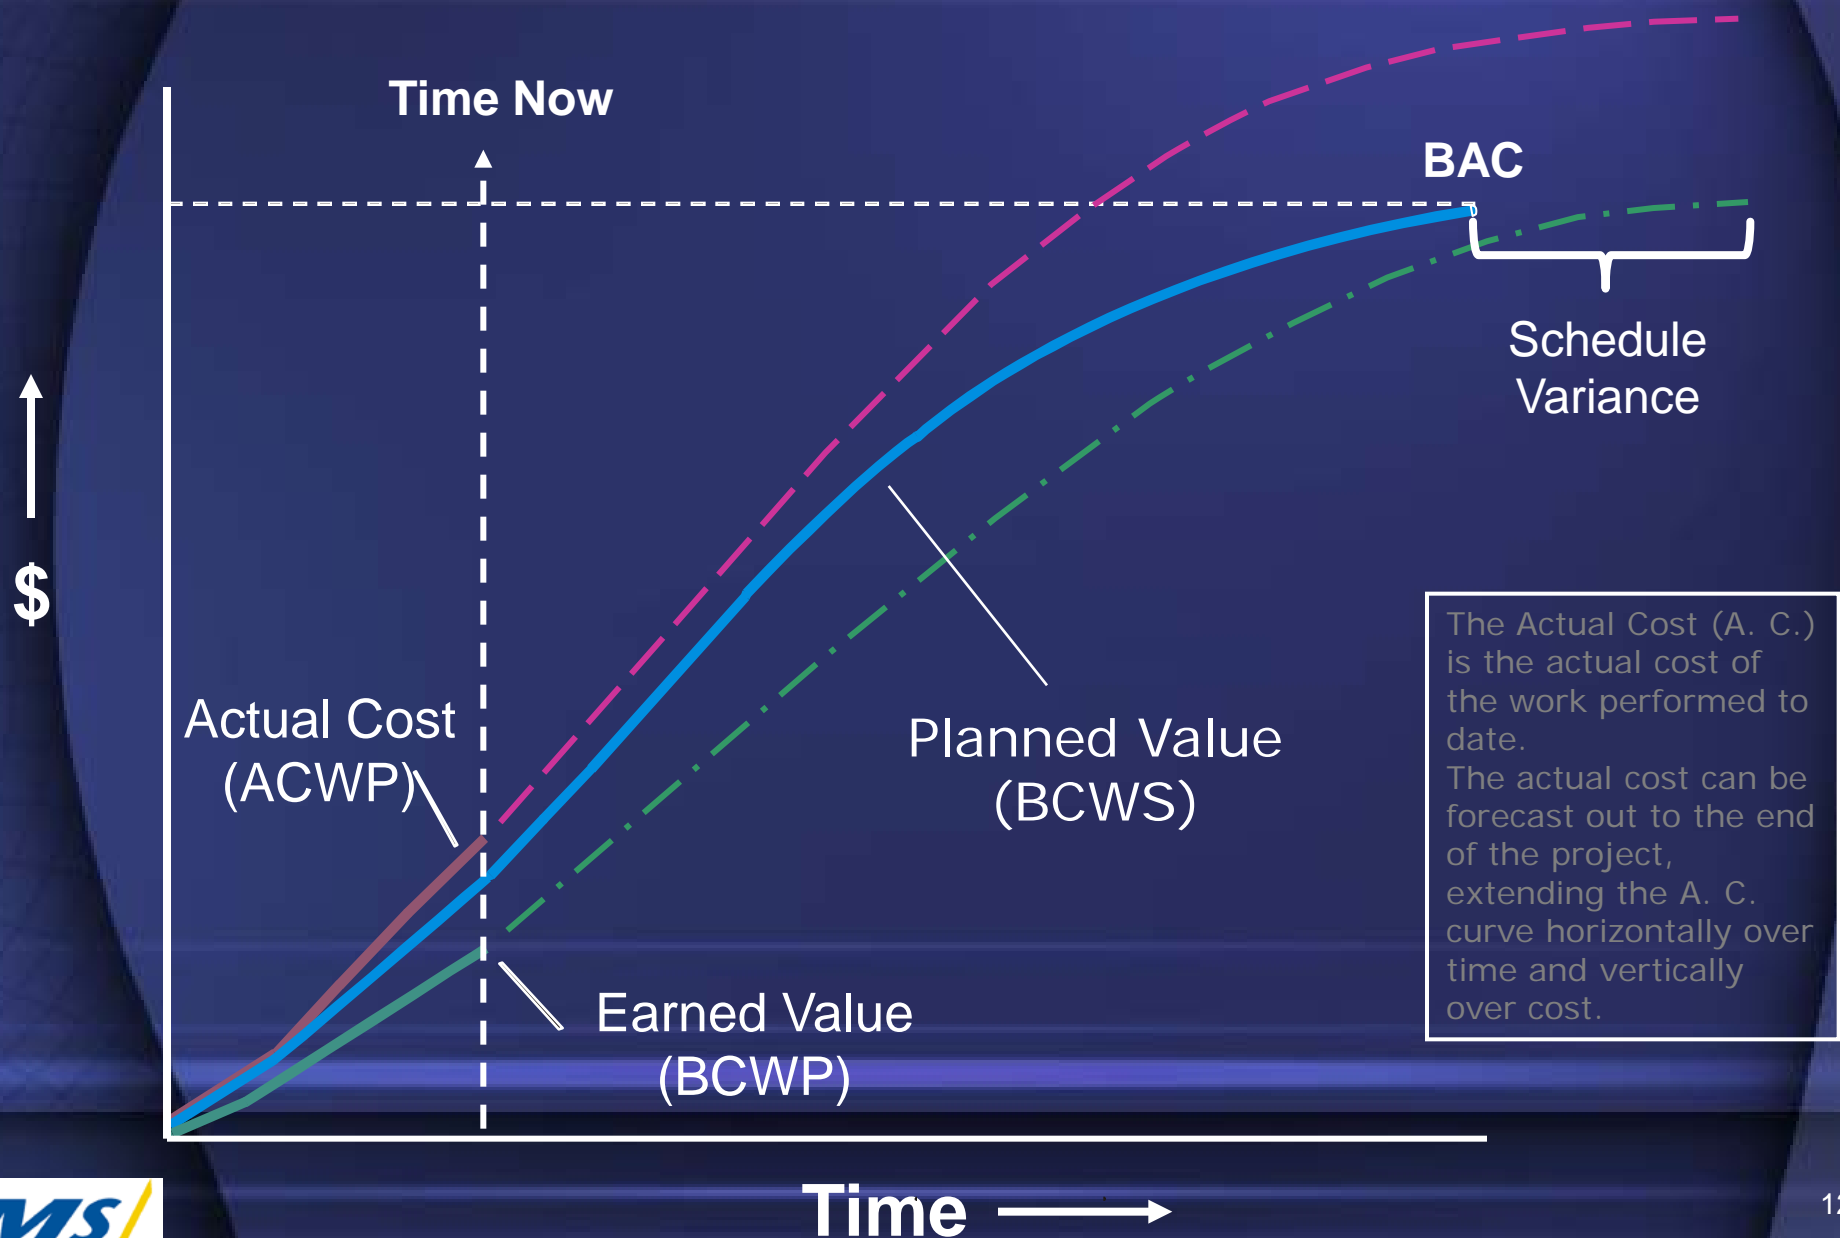 Time Now
BAC
Schedule
Variance
$
Actual Cost
(ACWP)
Planned Value
(BCWS)
The Actual Cost (A. C.)
is the actual cost of
the work performed to
date.
The actual cost can be
forecast out to the end
of the project,
extending the A. C.
curve horizontally over
time and vertically
over cost.
Earned Value
(BCWP)
Time